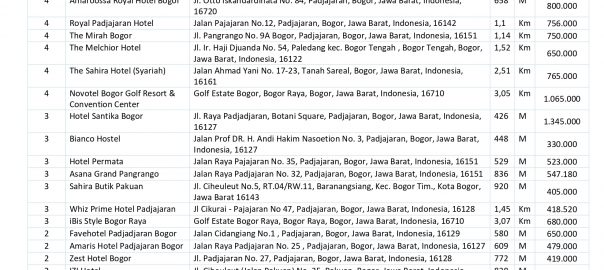 4 Amaroossa Royal Hotel Bogor Jl. Otto Iskandardinata No. 84, Padjajaran, Bogor, Jawa Barat, Indonesia, 658 M 800.000
16720
4 Royal Padjajaran Hotel Jalan Pajajaran No.12, Padjajaran, Bogor, Jawa Barat, Indonesia, 16142 1,1 Km 756.000
4 The Mirah Bogor Jl. Pangrango No. 9A Bogor, Padjajaran, Bogor, Jawa Barat, Indonesia, 16151 1,14 Km 750.000
4 The Melchior Hotel Jl. Ir. Haji Djuanda No. 54, Paledang kec. Bogor Tengah , Bogor Tengah, Bogor, 1,52 Km 650.000
Jawa Barat, Indonesia, 16122
4 The Sahira Hotel (Syariah) Jalan Ahmad Yani No. 17-23, Tanah Sareal, Bogor, Jawa Barat, Indonesia, 2,51 Km 765.000
16161
4 Novotel Bogor Golf Resort & Golf Estate Bogor, Bogor Raya, Bogor, Jawa Barat, Indonesia, 16710 3,05 Km 1.065.000
Convention Center
3 Hotel Santika Bogor Jl. Raya Padjadjaran, Botani Square, Padjajaran, Bogor, Jawa Barat, Indonesia, 426 M 1.345.000
16127
3 Bianco Hostel Jalan Prof DR. H. Andi Hakim Nasoetion No. 3, Padjajaran, Bogor, Jawa Barat, 448 M 330.000
Indonesia, 16127
3 Hotel Permata Jalan Raya Pajajaran No. 35, Padjajaran, Bogor, Jawa Barat, Indonesia, 16151 529 M 523.000
3 Asana Grand Pangrango Jalan Raya Padjajaran No. 32, Padjajaran, Bogor, Jawa Barat, Indonesia, 16151 836 M 547.180
3 Sahira Butik Pakuan Jl. Ciheuleut No.5, RT.04/RW.11, Baranangsiang, Kec. Bogor Tim., Kota Bogor, 920 M 405.000
Jawa Barat 16143
3 Whiz Prime Hotel Padjajaran Jl Cikurai - Pajajaran No 47, Padjajaran, Bogor, Jawa Barat, Indonesia, 16128 1,45 Km 418.520
3 iBis Style Bogor Raya Golf Estate Bogor Raya, Bogor Raya, Bogor, Jawa Barat, Indonesia, 16710 3,07 Km 680.000
2 Favehotel Padjadjaran Bogor Jalan Cidangiang No.1 , Padjajaran, Bogor, Jawa Barat, Indonesia, 16129 580 M 650.000
2 Amaris Hotel Padjadjaran Bogor Jalan Raya Pajajaran No. 25 , Padjajaran, Bogor, Jawa Barat, Indonesia, 16127 609 M 479.000
2 Zest Hotel Bogor Jl. Padjajaran No. 27, Padjajaran, Bogor, Jawa Barat, Indonesia, 16128 772 M 419.000